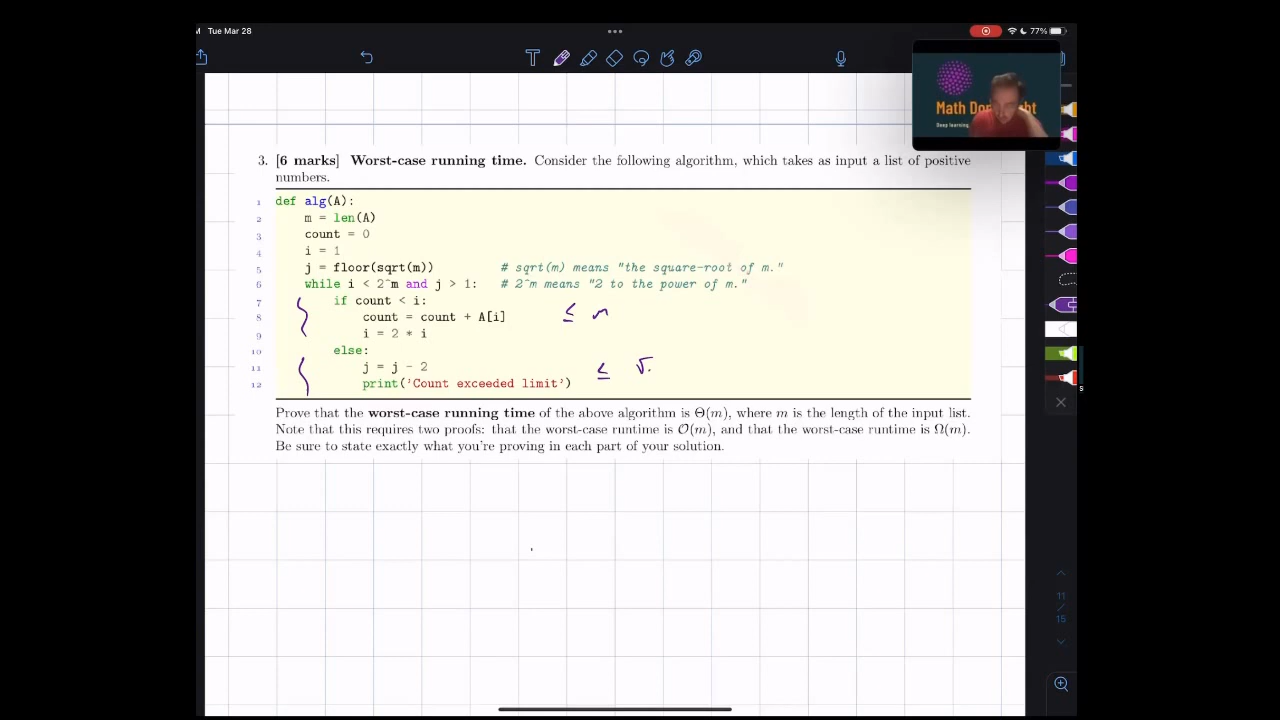 Tue Mar 28
77%
Math Don
ght
Deep learning
3. [6 marks] Worst-case running time. Consider the following algorithm, which takes as input a list of positive
numbers.
1 def alg(A):
2 m = len(A)
3 count = 0
4 i = 1
5 j = floor(sqrt(m)) # sqrt(m) means "the square-root of m."
6 while i < 2^m and j > 1: # 2^m means "2 to the power of m."
7 if count < i:
8 count = count + A[i] ≤ m
9 i = 2 * i
10 else:
11 j = j - 2
12 print('Count exceeded limit') ≤ √
Prove that the worst-case running time of the above algorithm is Θ(m), where m is the length of the input list.
Note that this requires two proofs: that the worst-case runtime is O(m), and that the worst-case runtime is Ω(m).
Be sure to state exactly what you're proving in each part of your solution.
11
/
15